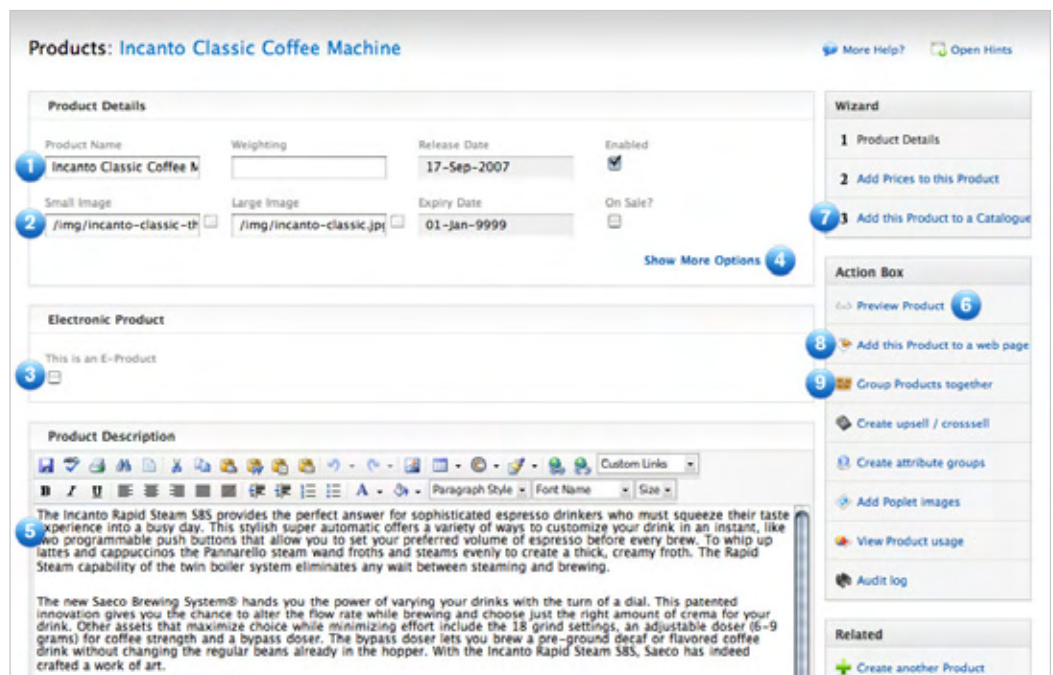 Products: Incanto Classic Coffee Machine
More Help? Open Hints
Product Details
Product Name Weighting Release Date Enabled
1 Incanto Classic Coffee M 17-Sep-2007
Small Image Large Image Expiry Date On Sale?
2 /img/incanto-classic-th /img/incanto-classic.jpg 01-Jan-9999
Show More Options 4
Electronic Product
This is an E-Product
3
Product Description
Custom Links
B I U A Paragraph Style Font Name Size
5
The Incanto Rapid Steam SBS provides the perfect answer for sophisticated espresso drinkers who must squeeze their taste
experience into a busy day. This stylish super automatic offers a variety of ways to customize your drink in an instant, like
two programmable push buttons that allow you to set your preferred volume of espresso before every brew. To whip up
lattes and cappuccinos the Pannarello steam wand froths and steams evenly to create a thick, creamy froth. The Rapid
Steam capability of the twin boiler system eliminates any wait between steaming and brewing.
The new Saeco Brewing System® hands you the power of varying your drinks with the turn of a dial. This patented
innovation gives you the chance to alter the flow rate while brewing and choose just the right amount of crema for your
drink. Other assets that maximize choice while minimizing effort include the 18 grind settings, an adjustable doser (6-9
grams) for coffee strength and a bypass doser. The bypass doser lets you brew a pre-ground decaf or flavored coffee
drink without changing the regular beans already in the hopper. With the Incanto Rapid Steam SBS, Saeco has indeed
crafted a work of art.
Wizard
1 Product Details
2 Add Prices to this Product
7 3 Add this Product to a Catalogue
Action Box
Preview Product 6
8 Add this Product to a web page
9 Group Products together
Create upsell / crosssell
Create attribute groups
Add Poplet images
View Product usage
Audit log
Related
Create another Product